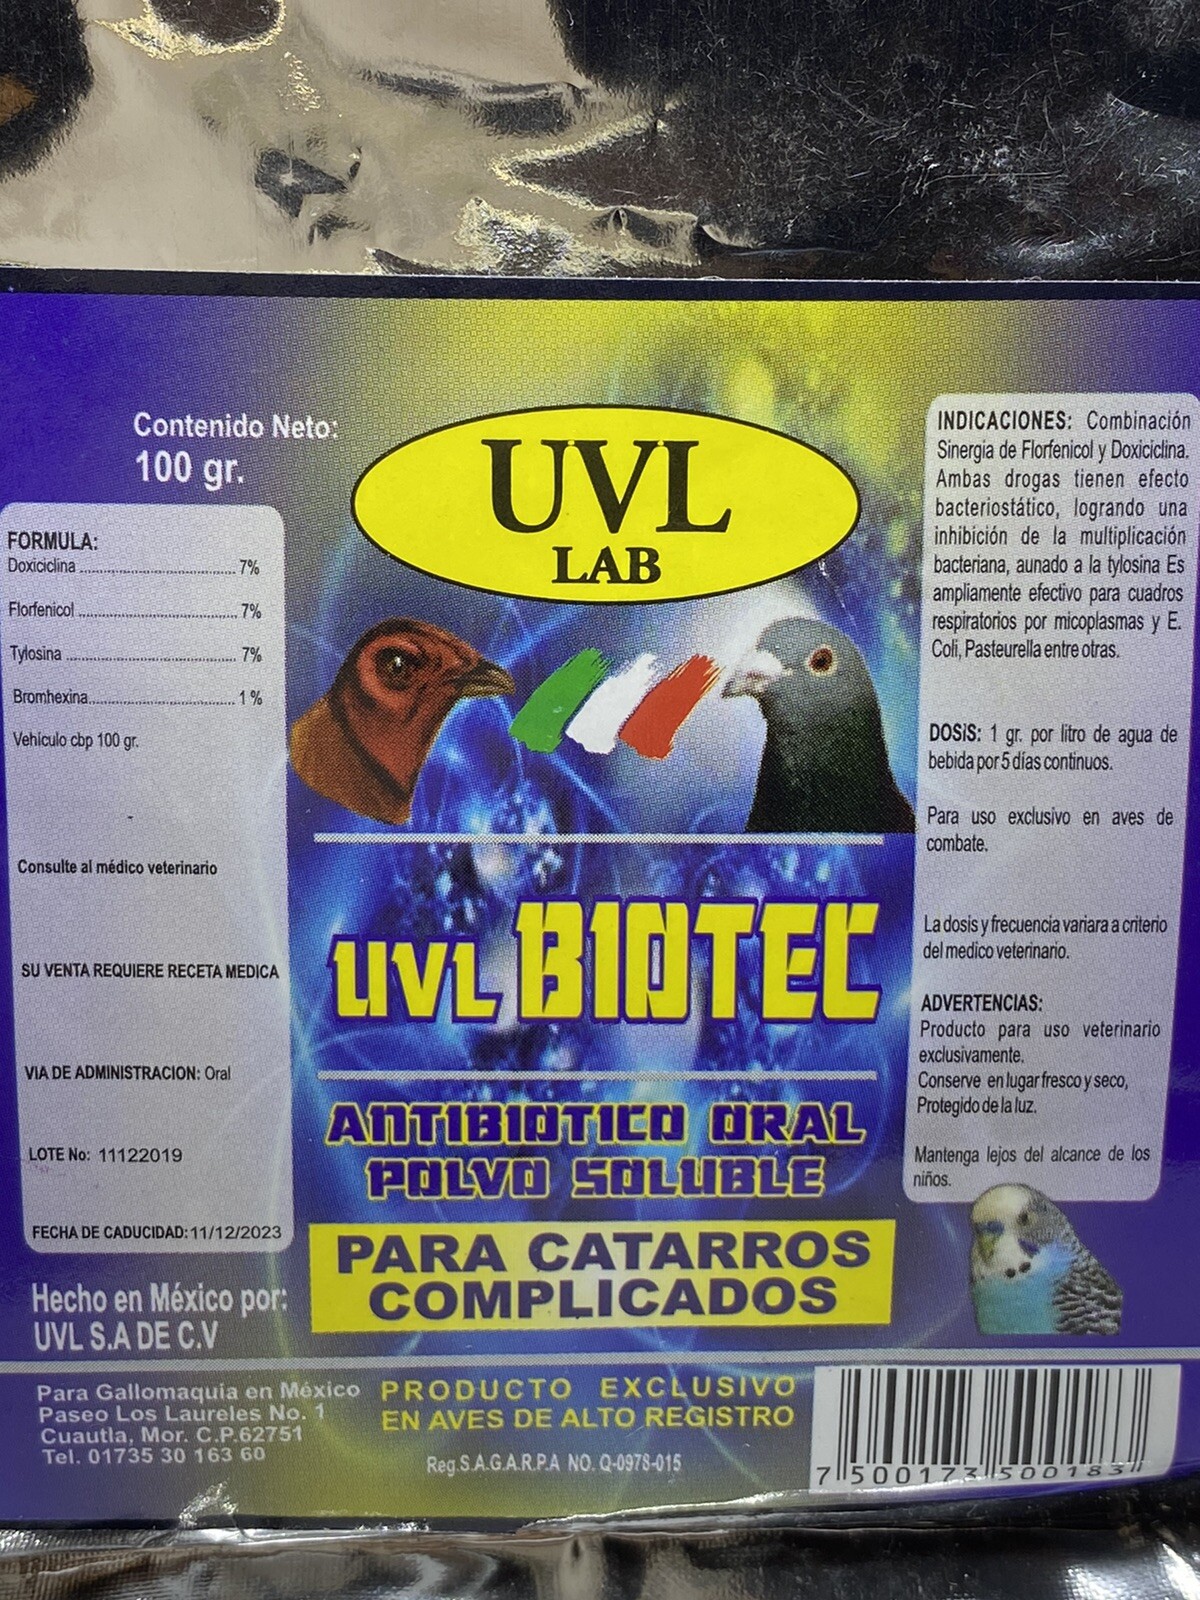 Contenido Neto:
100 gr.
UVL
LAB
FORMULA:
Doxiciclina ........ 7%
Florfenicol ........ 7%
Tylosina ........ 7%
Bromhexina........ 1 %
Vehículo cbp 100 gr.
Consulte al médico veterinario
SU VENTA REQUIERE RECETA MEDICA
VIA DE ADMINISTRACION: Oral
LOTE No: 11122019
FECHA DE CADUCIDAD: 11/12/2023
INDICACIONES: Combinación
Sinergia de Florfenicol y Doxiciclina.
Ambas drogas tienen efecto
bacteriostático, logrando una
inhibición de la multiplicación
bacteriana, aunado a la tylosina Es
ampliamente efectivo para cuadros
respiratorios por micoplasmas y E.
Coli, Pasteurella entre otras.
DOSiS: 1 gr. por litro de agua de
bebida por 5 días continuos.
Para uso exclusivo en aves de
combate.
La dosis y frecuencia variara a criterio
del medico veterinario.
ADVERTENCIAS:
Producto para uso veterinario
exclusivamente.
Conserve en lugar fresco y seco,
Protegido de la luz.
Mantenga lejos del alcance de los
niños.
UVL BIOTEC
ANTIBIOTICO ORAL
POLVO SOLUBLE
PARA CATARROS
COMPLICADOS
Hecho en México por:
UVL S.A DE C.V
Para Gallomaquia en México
Paseo Los Laureles No. 1
Cuautla, Mor. C.P.62751
Tel. 01735 30 163 60
PRODUCTO EXCLUSIVO
EN AVES DE ALTO REGISTRO
Reg.S.A.G.A.R.P.A NO. Q-0978-015
7 500173 500183